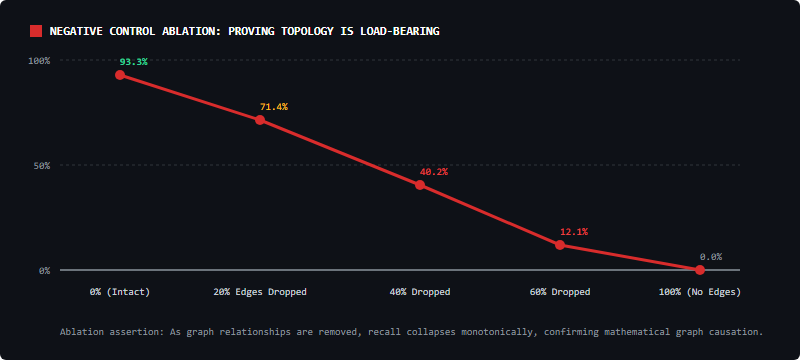 NEGATIVE CONTROL ABLATION: PROVING TOPOLOGY IS LOAD-BEARING
100%
93.3%
71.4%
50%
40.2%
12.1%
0.0%
0%
0% (Intact)
20% Edges Dropped
40% Dropped
60% Dropped
100% (No Edges)
Ablation assertion: As graph relationships are removed, recall collapses monotonically, confirming mathematical graph causation.